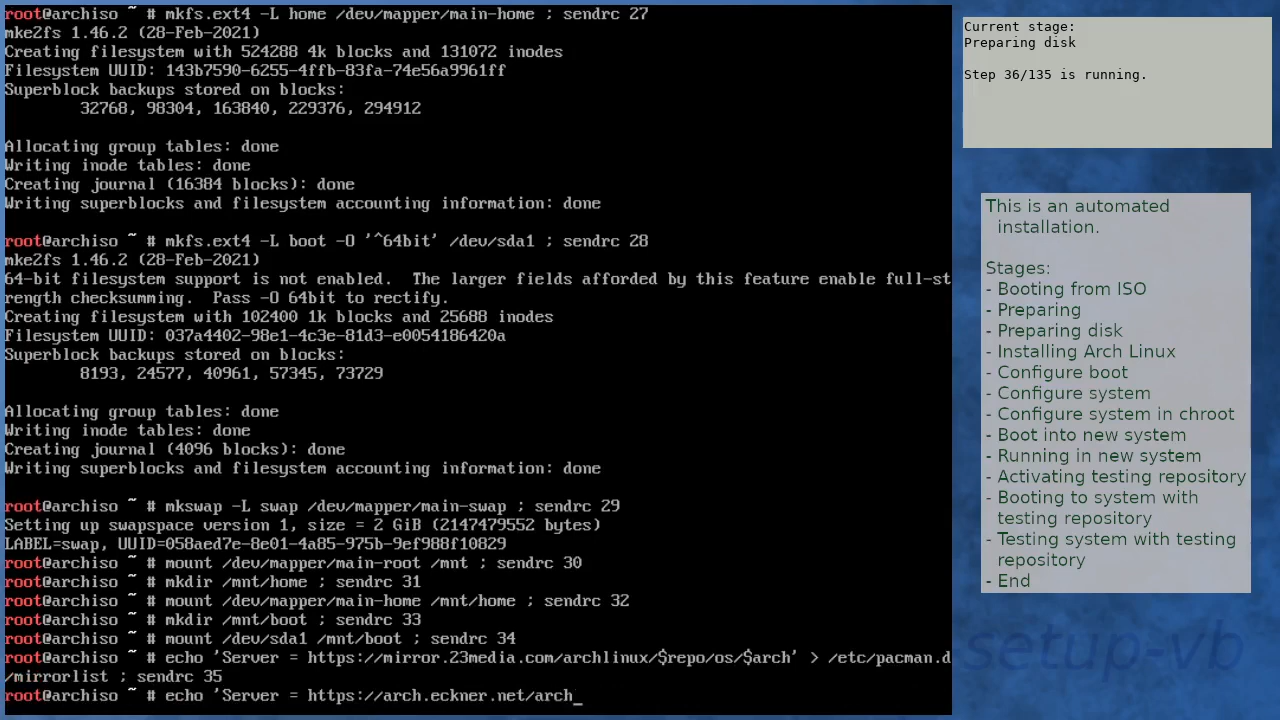 root@archiso ~ # mkfs.ext4 -L home /dev/mapper/main-home ; sendrc 27
mke2fs 1.46.2 (28-Feb-2021)
Creating filesystem with 524288 4k blocks and 131072 inodes
Filesystem UUID: 143b7590-6255-4ffb-83fa-74e56a9961ff
Superblock backups stored on blocks:
32768, 98304, 163840, 229376, 294912
Allocating group tables: done
Writing inode tables: done
Creating journal (16384 blocks): done
Writing superblocks and filesystem accounting information: done
root@archiso ~ # mkfs.ext4 -L boot -O '^64bit' /dev/sda1 ; sendrc 28
mke2fs 1.46.2 (28-Feb-2021)
64-bit filesystem support is not enabled.  The larger fields afforded by this feature enable full-st
rength checksumming.  Pass -O 64bit to rectify.
Creating filesystem with 102400 1k blocks and 25688 inodes
Filesystem UUID: 037a4402-98e1-4c3e-81d3-e0054186420a
Superblock backups stored on blocks:
8193, 24577, 40961, 57345, 73729
Allocating group tables: done
Writing inode tables: done
Creating journal (4096 blocks): done
Writing superblocks and filesystem accounting information: done
root@archiso ~ # mkswap -L swap /dev/mapper/main-swap ; sendrc 29
Setting up swapspace version 1, size = 2 GiB (2147479552 bytes)
LABEL=swap, UUID=058aed7e-8e01-4a85-975b-9ef988f10829
root@archiso ~ # mount /dev/mapper/main-root /mnt ; sendrc 30
root@archiso ~ # mkdir /mnt/home ; sendrc 31
root@archiso ~ # mount /dev/mapper/main-home /mnt/home ; sendrc 32
root@archiso ~ # mkdir /mnt/boot ; sendrc 33
root@archiso ~ # mount /dev/sda1 /mnt/boot ; sendrc 34
root@archiso ~ # echo 'Server = https://mirror.23media.com/archlinux/$repo/os/$arch' > /etc/pacman.d
/mirrorlist ; sendrc 35
root@archiso ~ # echo 'Server = https://arch.eckner.net/arch_
Current stage:
Preparing disk
Step 36/135 is running.
This is an automated
installation.
Stages:
- Booting from ISO
- Preparing
- Preparing disk
- Installing Arch Linux
- Configure boot
- Configure system
- Configure system in chroot
- Boot into new system
- Running in new system
- Activating testing repository
- Booting to system with
testing repository
- Testing system with testing
repository
- End
setup-vb